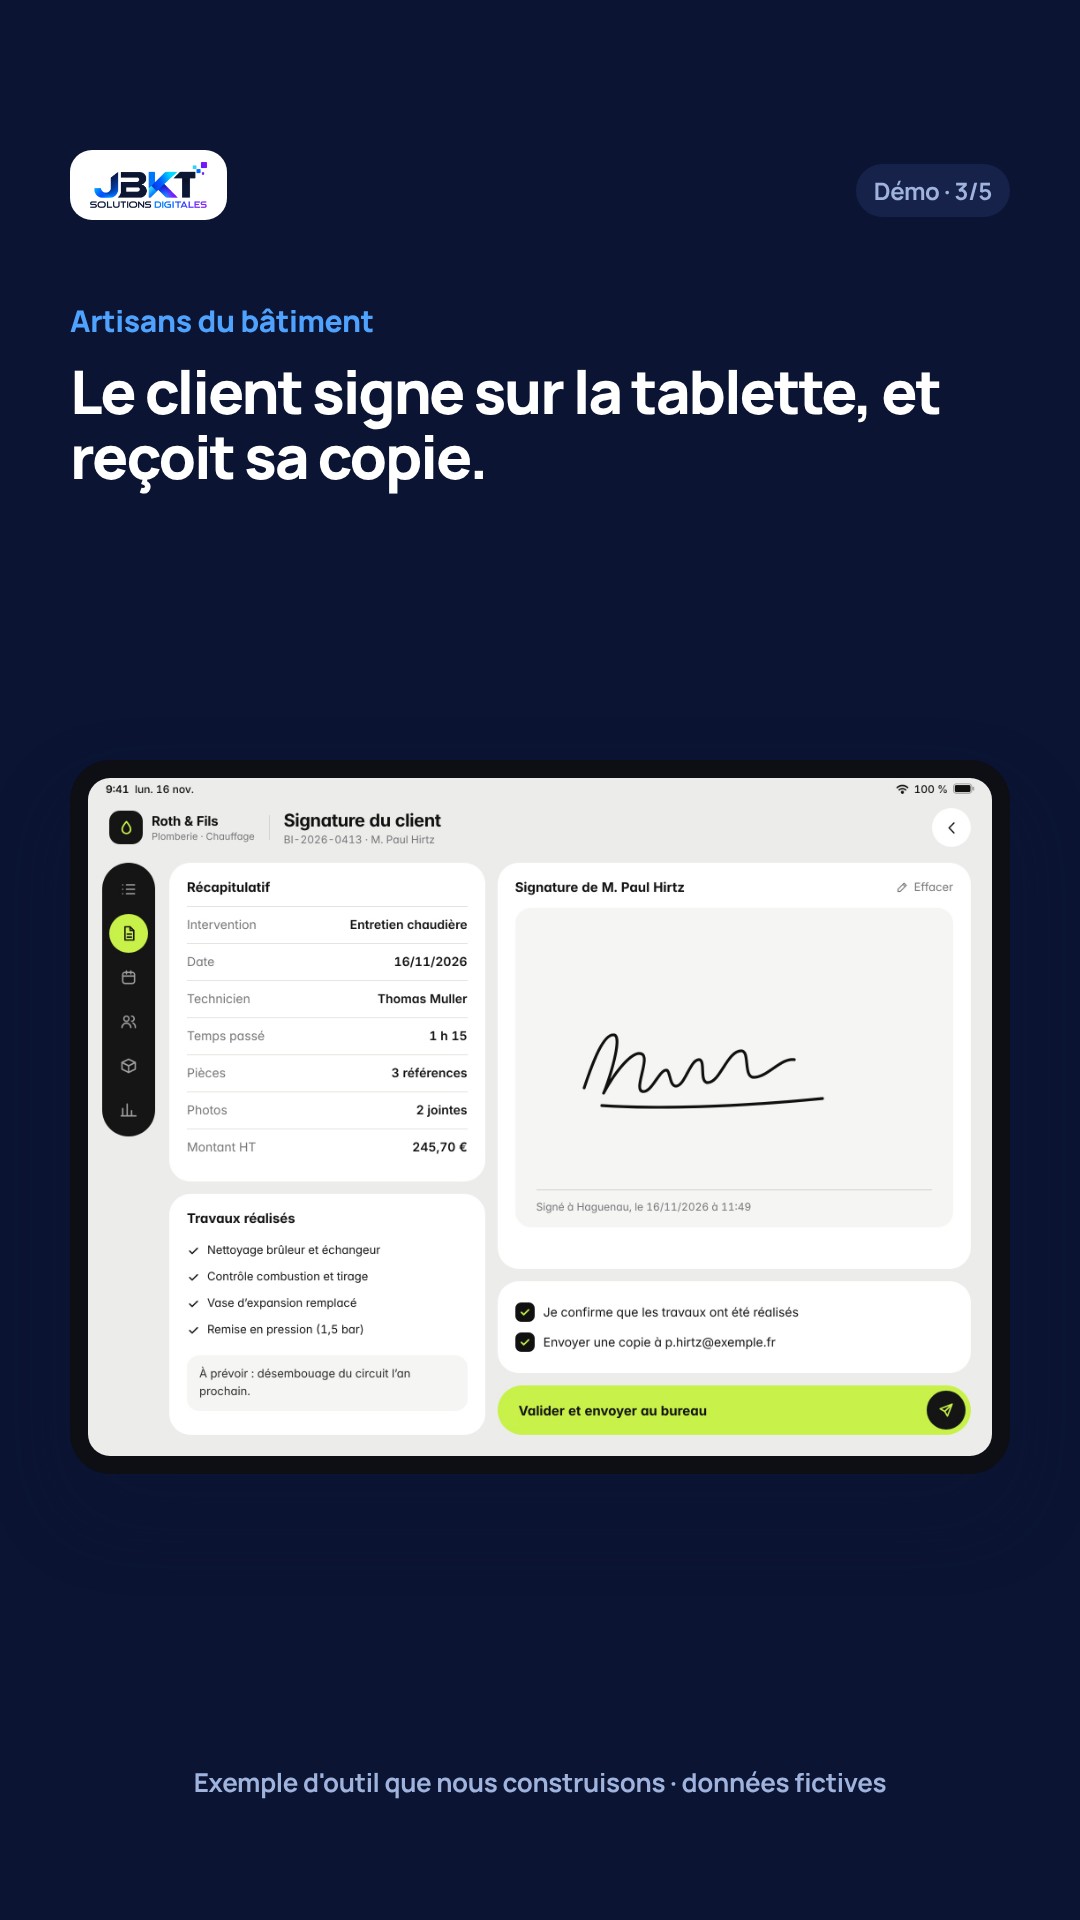 JBKT
SOLUTIONS DIGITALES
Démo · 3/5
Artisans du bâtiment
Le client signe sur la tablette, et
reçoit sa copie.
9:41 lun. 16 nov.
100 %
Roth & Fils
Plomberie · Chauffage
Signature du client
BI-2026-0413 · M. Paul Hirtz
Récapitulatif
Intervention Entretien chaudière
Date 16/11/2026
Technicien Thomas Muller
Temps passé 1 h 15
Pièces 3 références
Photos 2 jointes
Montant HT 245,70 €
Travaux réalisés
Nettoyage brûleur et échangeur
Contrôle combustion et tirage
Vase d’expansion remplacé
Remise en pression (1,5 bar)
À prévoir : désembouage du circuit l’an
prochain.
Signature de M. Paul Hirtz
Effacer
Signé à Haguenau, le 16/11/2026 à 11:49
Je confirme que les travaux ont été réalisés
Envoyer une copie à p.hirtz@exemple.fr
Valider et envoyer au bureau
Exemple d'outil que nous construisons · données fictives